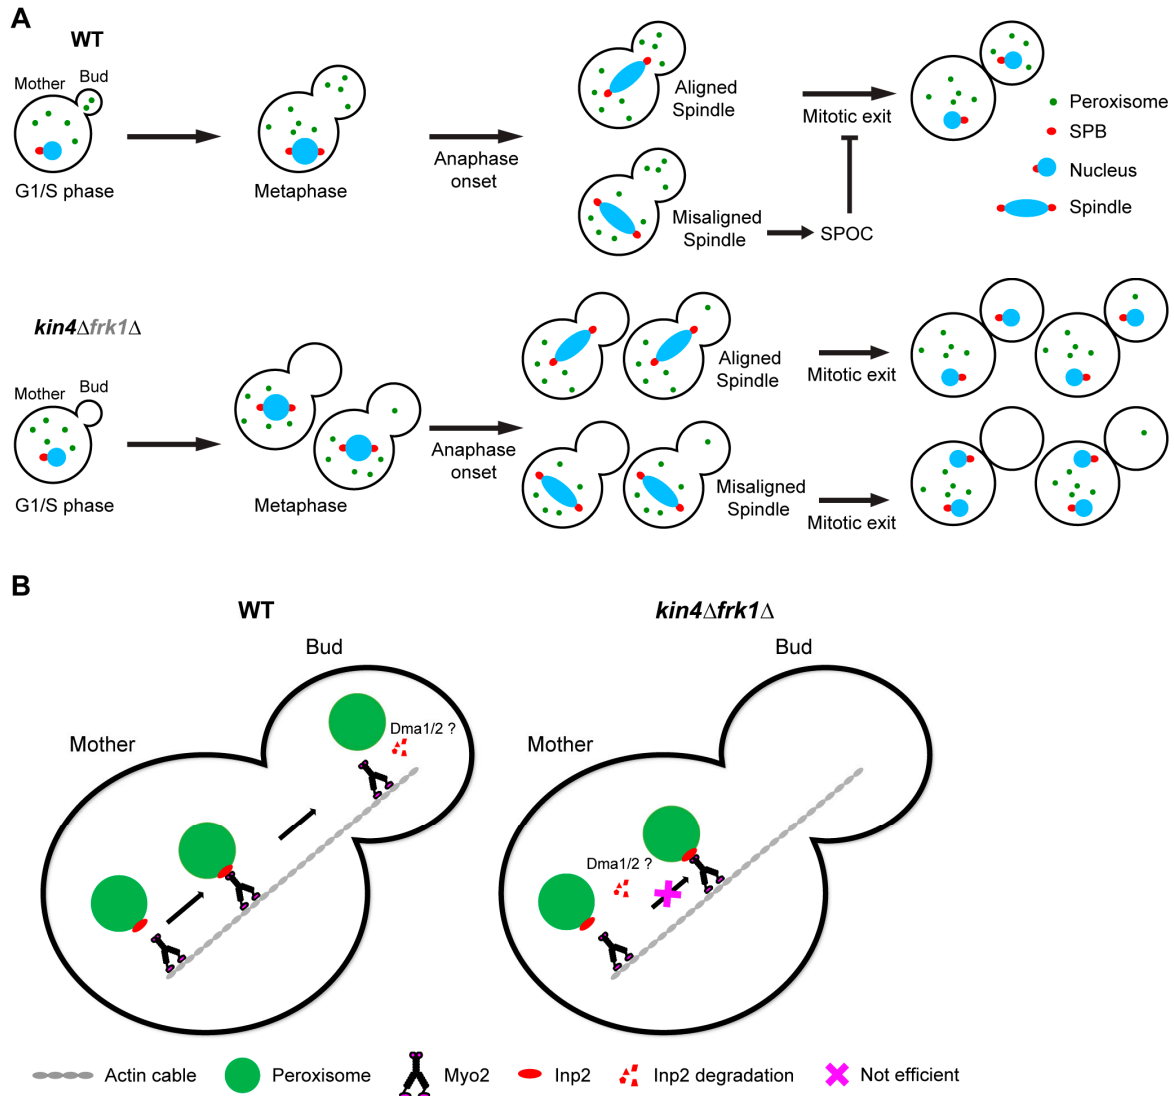 A
WT
Mother
Bud
G1/S phase
Metaphase
Anaphase
onset
Aligned
Spindle
Misaligned
Spindle
Mitotic exit
SPOC
Peroxisome
SPB
Nucleus
Spindle
kin4Δfrk1Δ
Mother
Bud
G1/S phase
Metaphase
Anaphase
onset
Aligned
Spindle
Mitotic exit
Misaligned
Spindle
Mitotic exit
B
WT
Bud
Mother
Dma1/2 ?
kin4Δfrk1Δ
Bud
Mother
Dma1/2 ?
Actin cable
Peroxisome
Myo2
Inp2
Inp2 degradation
Not efficient